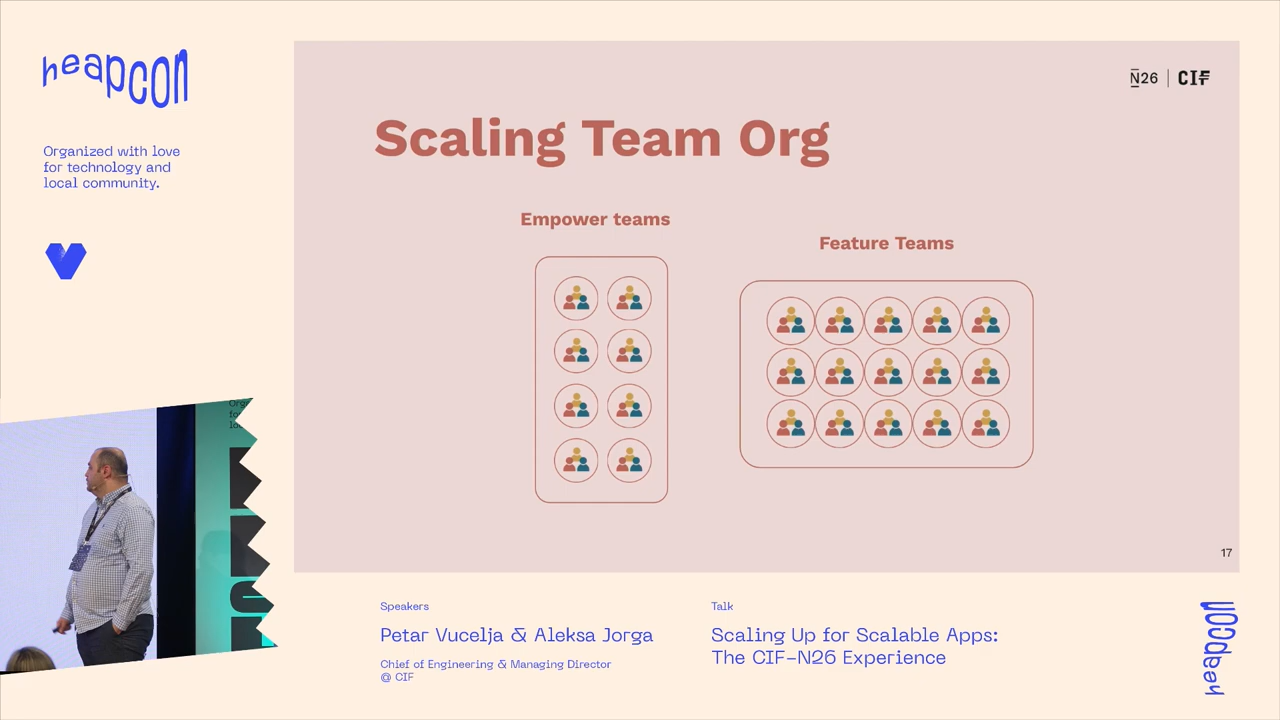 heapcon
Organized with love
for technology and
local community.
N26 | CIF
Scaling Team Org
Empower teams
Feature Teams
17
Speakers
Petar Vucelja & Aleksa Jorga
Chief of Engineering & Managing Director
@ CIF
Talk
Scaling Up for Scalable Apps:
The CIF–N26 Experience
heapcon